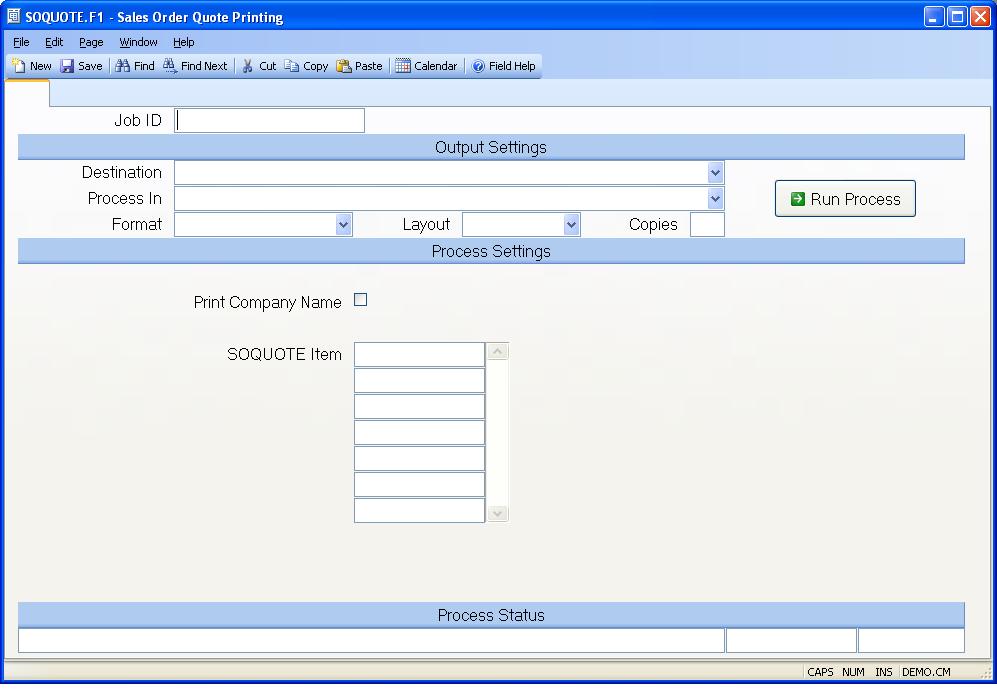 SOQUOTE.F1 - Sales Order Quote Printing
File Edit Page Window Help
New Save Find Find Next Cut Copy Paste Calendar Field Help
Job ID
Output Settings
Destination
Process In
Run Process
Format Layout Copies
Process Settings
Print Company Name
SOQUOTE Item
Process Status
CAPS NUM INS DEMO.CM